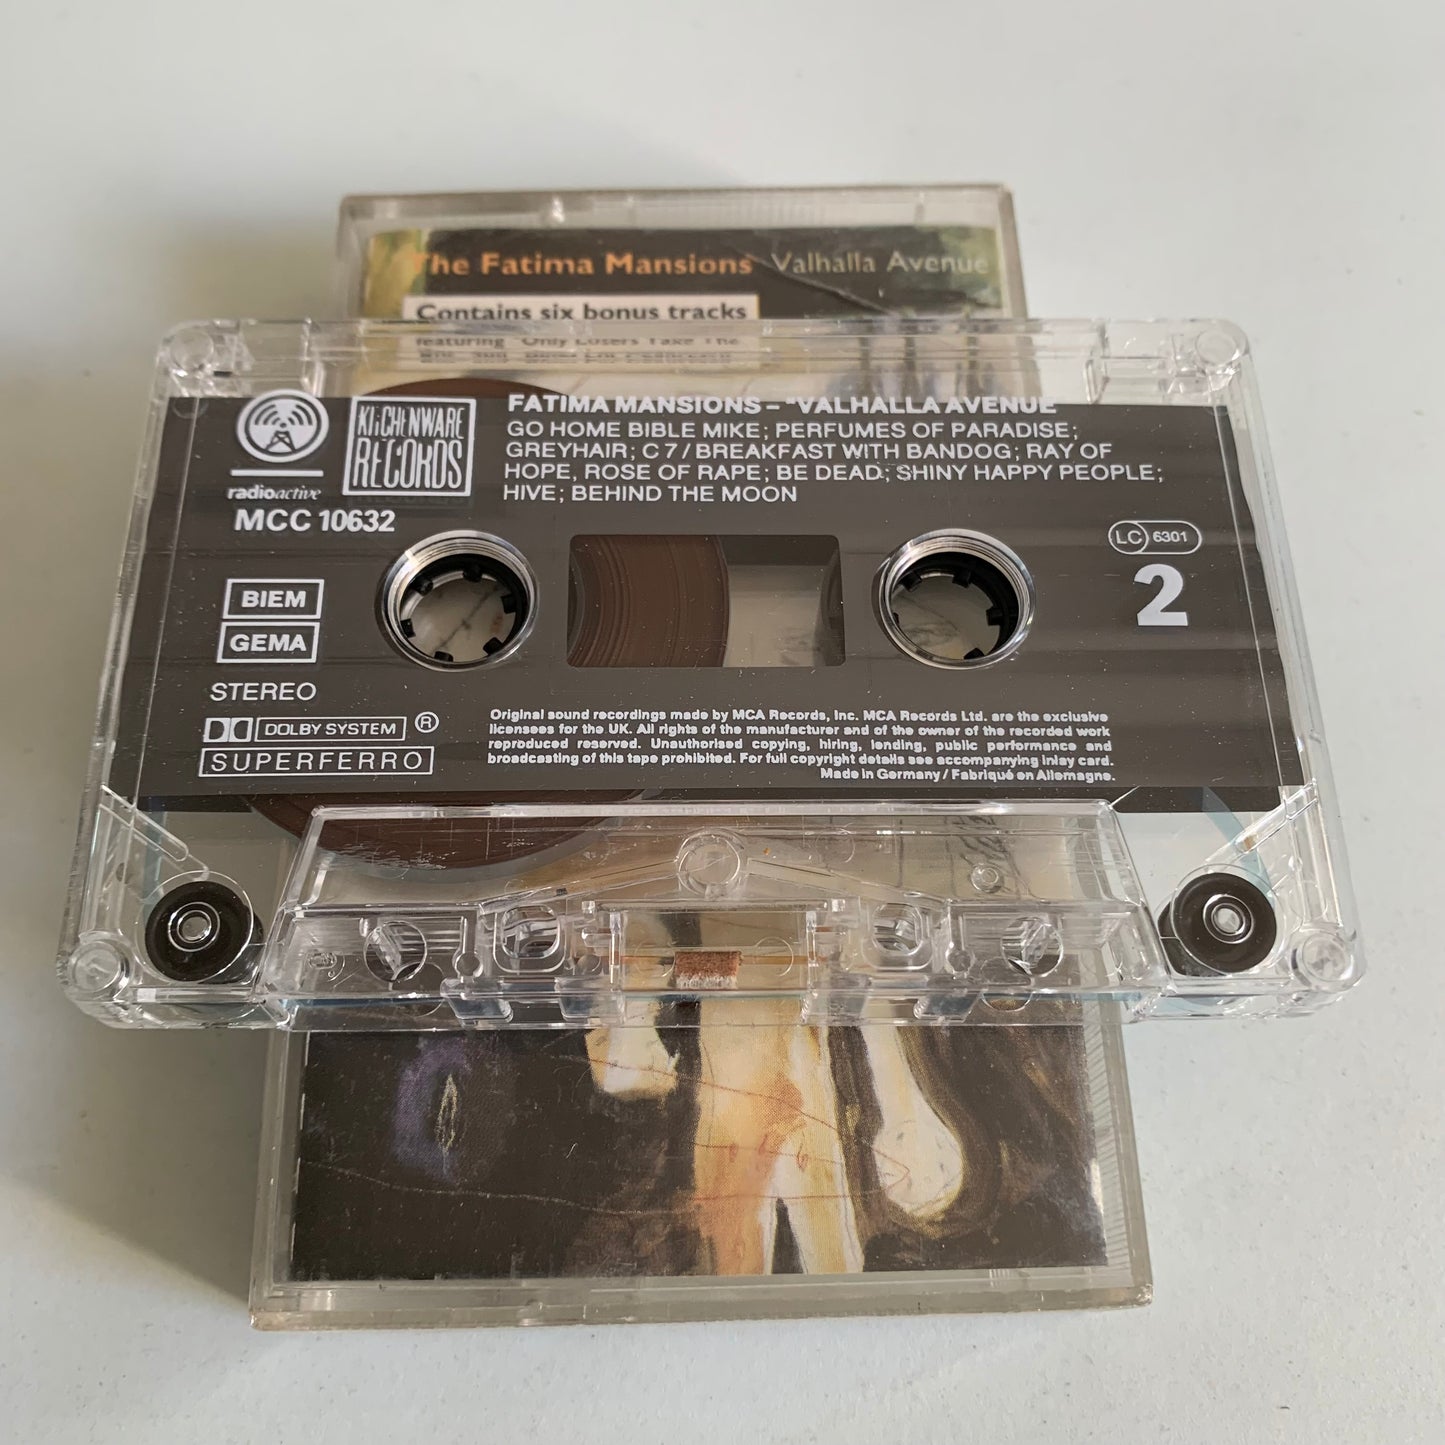 The Fatima Mansions Valhalla Avenue
Contains six bonus tracks
featuring "Only Losers Take The
radioactive
KITCHENWARE
RECORDS
MCC 10632
FATIMA MANSIONS – "VALHALLA AVENUE
GO HOME BIBLE MIKE; PERFUMES OF PARADISE;
GREYHAIR; C 7 / BREAKFAST WITH BANDOG; RAY OF
HOPE, ROSE OF RAPE; BE DEAD; SHINY HAPPY PEOPLE;
HIVE; BEHIND THE MOON
LC 6301
2
BIEM
GEMA
STEREO
DOLBY SYSTEM ®
SUPERFERRO
Original sound recordings made by MCA Records, Inc. MCA Records Ltd. are the exclusive
licensees for the UK. All rights of the manufacturer and of the owner of the recorded work
reproduced reserved. Unauthorised copying, hiring, lending, public performance and
broadcasting of this tape prohibited. For full copyright details see accompanying inlay card.
Made in Germany / Fabriqué en Allemagne.